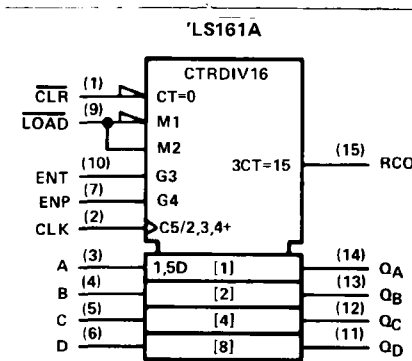 'LS161A
CTRDIV16
CLR (1) CT=0
LOAD (9) M1
M2
3CT=15 (15) RCO
ENT (10) G3
ENP (7) G4
CLK (2) C5/2,3,4+
A (3) 1,5D [1] (14) QA
B (4) [2] (13) QB
C (5) [4] (12) QC
D (6) [8] (11) QD